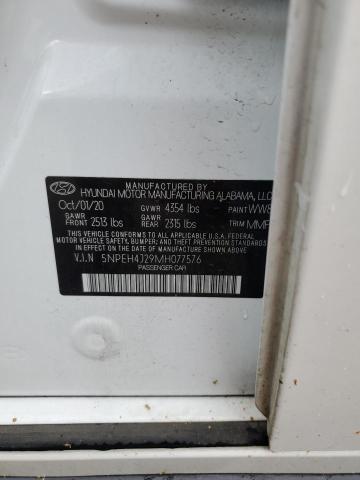 MANUFACTURED BY
HYUNDAI MOTOR MANUFACTURING ALABAMA, LLC
Oct/01/20 GVWR 4354 lbs PAINT WW8
GAWR FRONT 2513 lbs GAWR REAR 2315 lbs TRIM MMF
THIS VEHICLE CONFORMS TO ALL APPLICABLE U.S.A. FEDERAL
MOTOR VEHICLE SAFETY, BUMPER, AND THEFT PREVENTION
STANDARDS IN EFFECT ON THE DATE OF MANUFACTURE SHOWN ABOVE.
V.I.N 5NPEH4J29MH077576
PASSENGER CAR